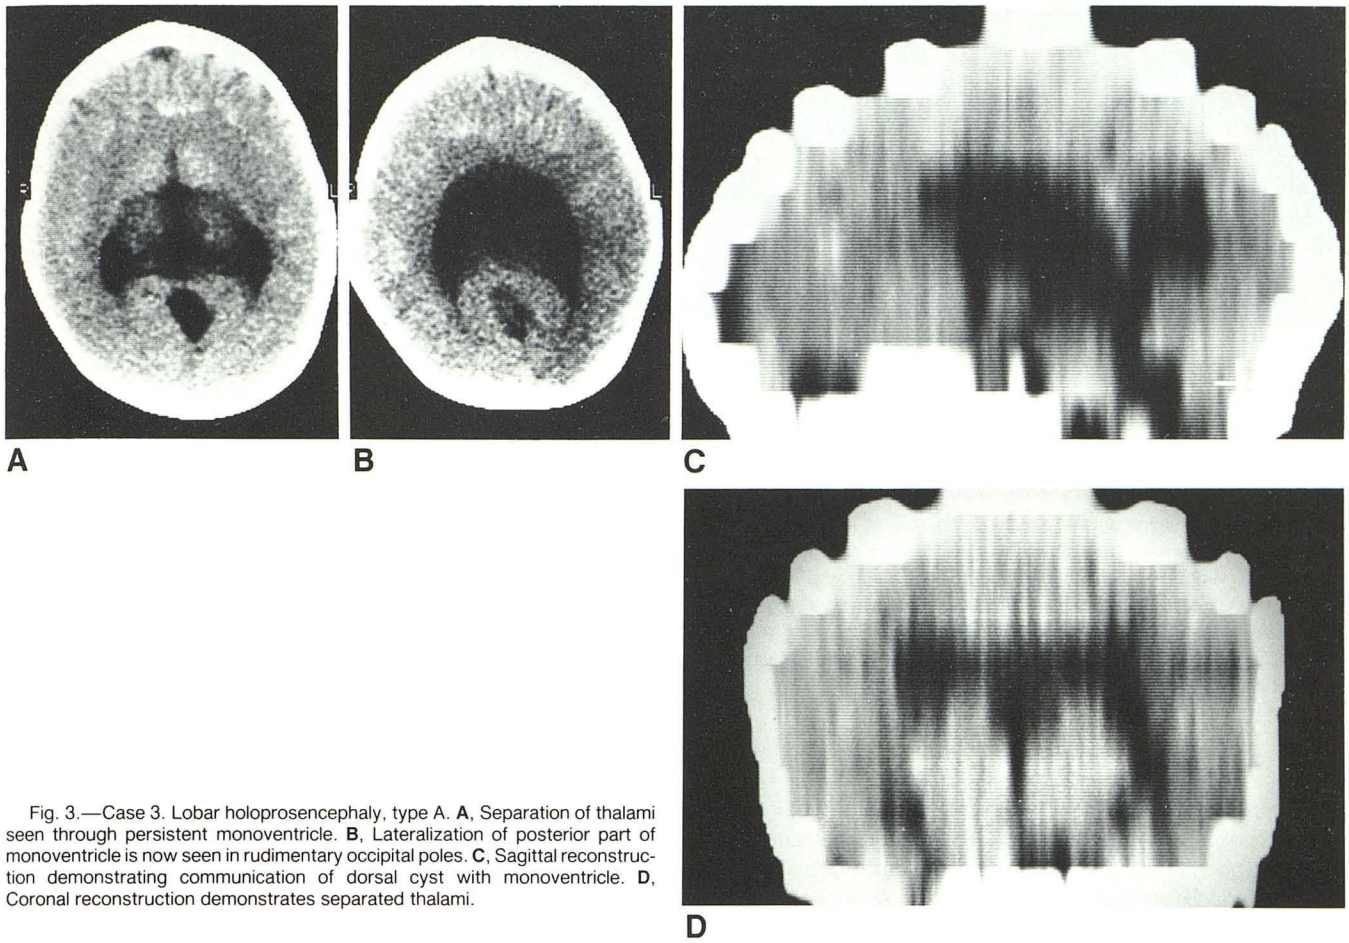 R
L
L
A
B
C
Fig. 3.—Case 3. Lobar holoprosencephaly, type A. A, Separation of thalami
seen through persistent monoventricle. B, Lateralization of posterior part of
monoventricle is now seen in rudimentary occipital poles. C, Sagittal reconstruc-
tion demonstrating communication of dorsal cyst with monoventricle. D,
Coronal reconstruction demonstrates separated thalami.
D